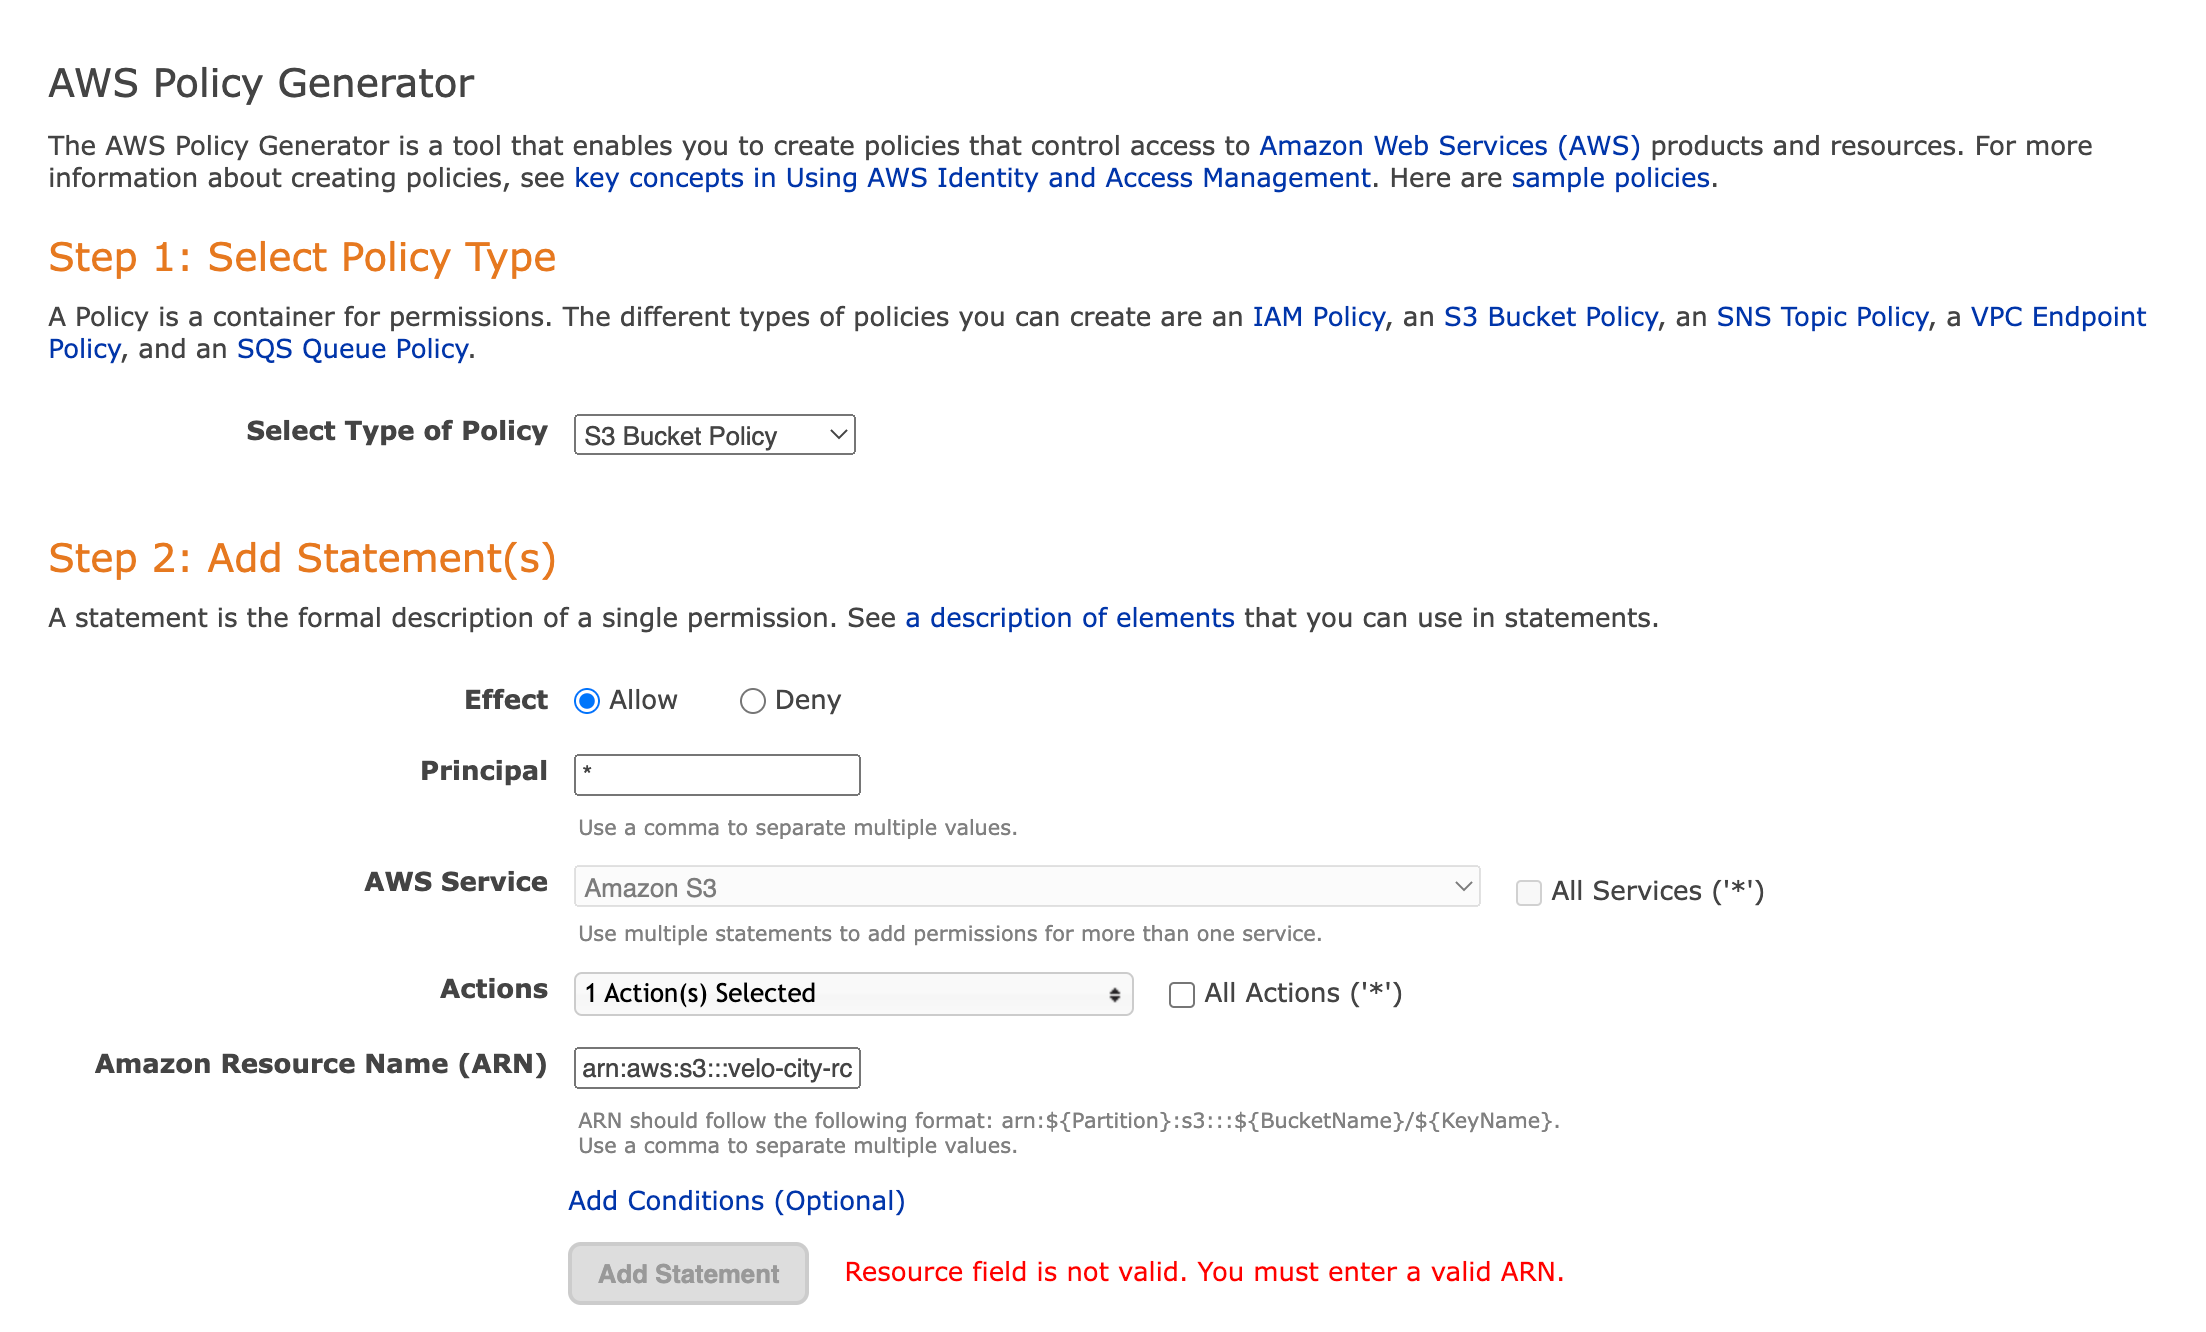 AWS Policy Generator
The AWS Policy Generator is a tool that enables you to create policies that control access to Amazon Web Services (AWS) products and resources. For more
information about creating policies, see key concepts in Using AWS Identity and Access Management. Here are sample policies.
Step 1: Select Policy Type
A Policy is a container for permissions. The different types of policies you can create are an IAM Policy, an S3 Bucket Policy, an SNS Topic Policy, a VPC Endpoint
Policy, and an SQS Queue Policy.
Select Type of Policy S3 Bucket Policy
Step 2: Add Statement(s)
A statement is the formal description of a single permission. See a description of elements that you can use in statements.
Effect Allow Deny
Principal *
Use a comma to separate multiple values.
AWS Service Amazon S3 All Services ('*')
Use multiple statements to add permissions for more than one service.
Actions 1 Action(s) Selected All Actions ('*')
Amazon Resource Name (ARN) arn:aws:s3:::velo-city-rc
ARN should follow the following format: arn:${Partition}:s3:::${BucketName}/${KeyName}.
Use a comma to separate multiple values.
Add Conditions (Optional)
Add Statement Resource field is not valid. You must enter a valid ARN.